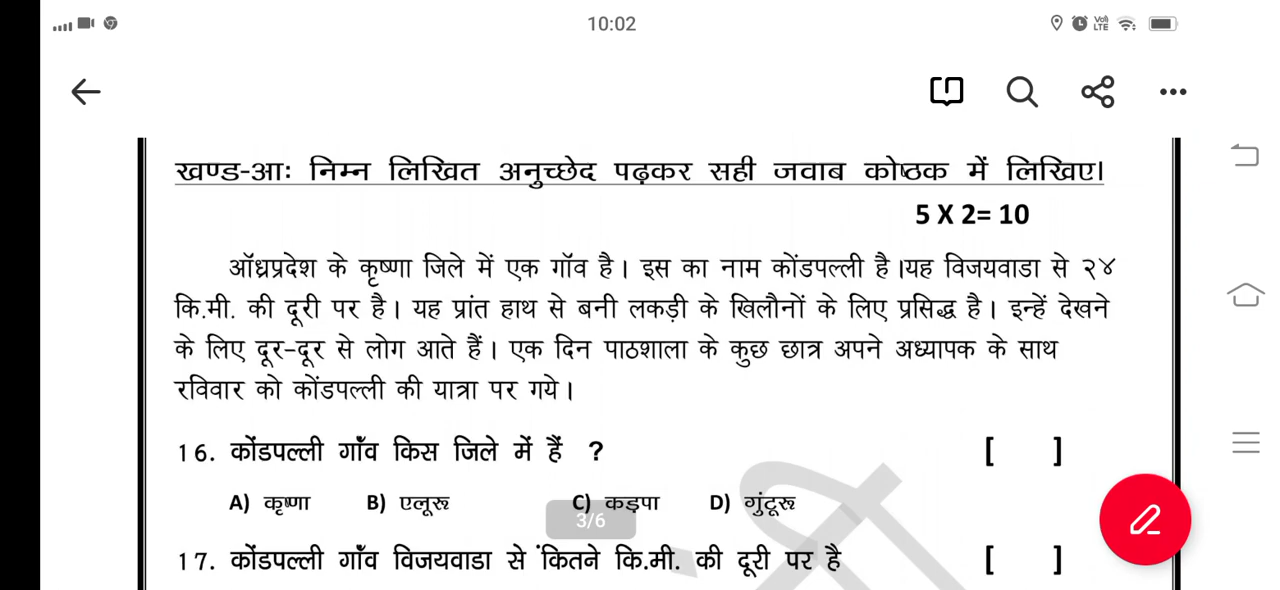 10:02
Vol)
LTE
खण्ड-आः निम्न लिखित अनुच्छेद पढ़कर सही जवाब कोष्ठक में लिखिए।
5 X 2= 10
ऑध्रप्रदेश के कृष्णा जिले में एक गॉव है। इस का नाम कोंडपल्ली है।यह विजयवाडा से २४
कि.मी. की दूरी पर है। यह प्रांत हाथ से बनी लकड़ी के खिलौनों के लिए प्रसिद्ध है। इन्हें देखने
के लिए दूर-दूर से लोग आते हैं। एक दिन पाठशाला के कुछ छात्र अपने अध्यापक के साथ
रविवार को कोंडपल्ली की यात्रा पर गये।
16. कोंडपल्ली गाँव किस जिले में हैं ? [ ]
A) कृष्णा B) एलूरू C) कड़पा D) गुंटूरू
3/6
17. कोंडपल्ली गाँव विजयवाडा से ंकितने कि.मी. की दूरी पर है [ ]